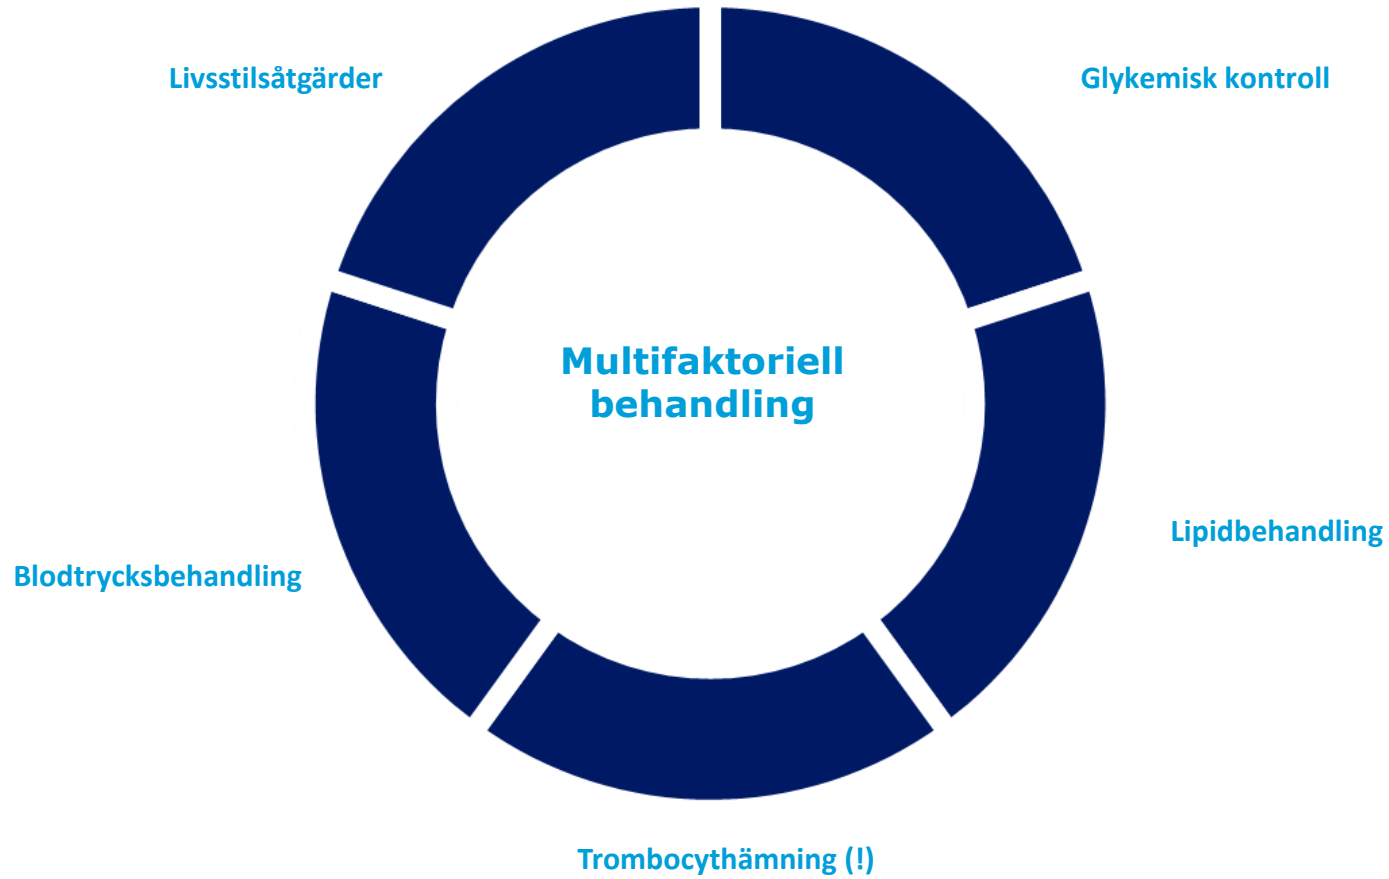 Livsstilsåtgärder
Glykemisk kontroll
Multifaktoriell
behandling
Lipidbehandling
Blodtrycksbehandling
Trombocythämning (!)